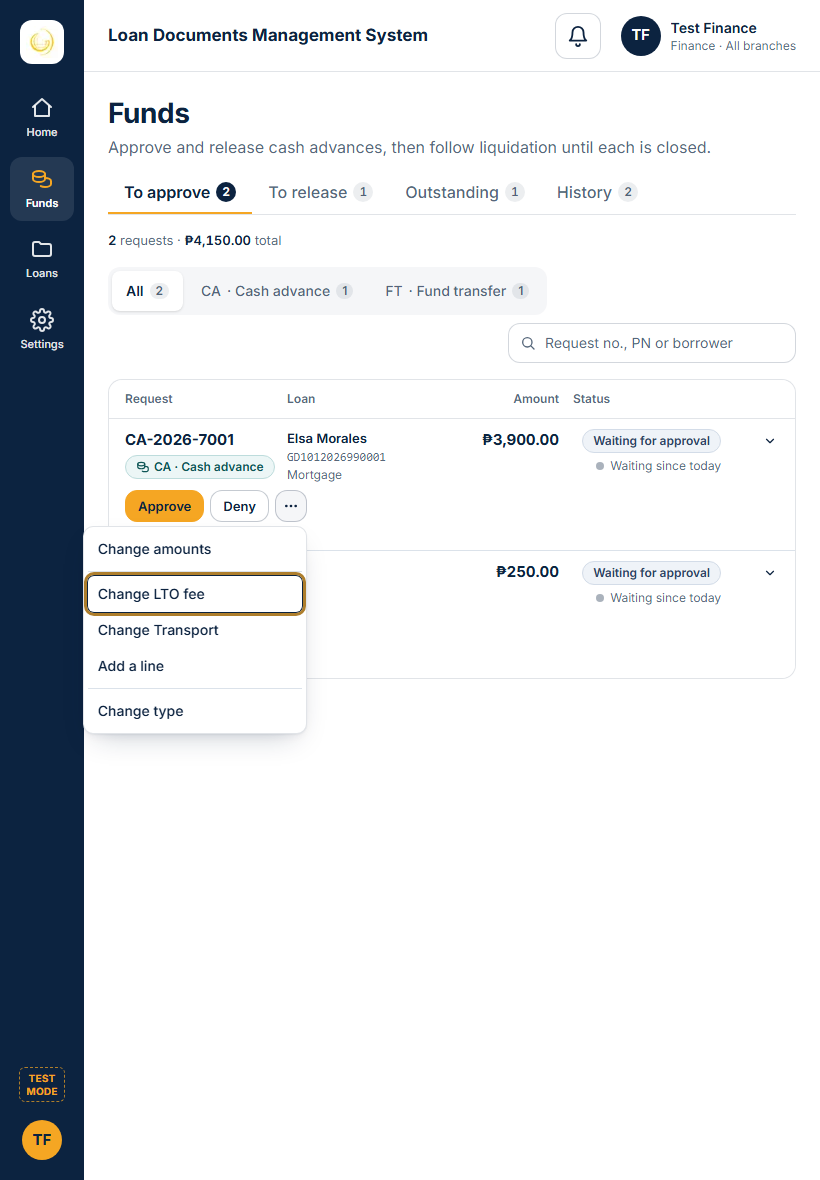 Loan Documents Management System
TF
Test Finance
Finance · All branches
Home
Funds
Loans
Settings
TEST
MODE
TF
Funds
Approve and release cash advances, then follow liquidation until each is closed.
To approve 2
To release 1
Outstanding 1
History 2
2 requests · ₱4,150.00 total
All 2
CA · Cash advance 1
FT · Fund transfer 1
Request no., PN or borrower
Request Loan Amount Status
CA-2026-7001
CA · Cash advance
Elsa Morales
GD1012026990001
Mortgage
₱3,900.00
Waiting for approval
Waiting since today
Approve
Deny
...
Change amounts
Change LTO fee
Change Transport
Add a line
Change type
₱250.00
Waiting for approval
Waiting since today